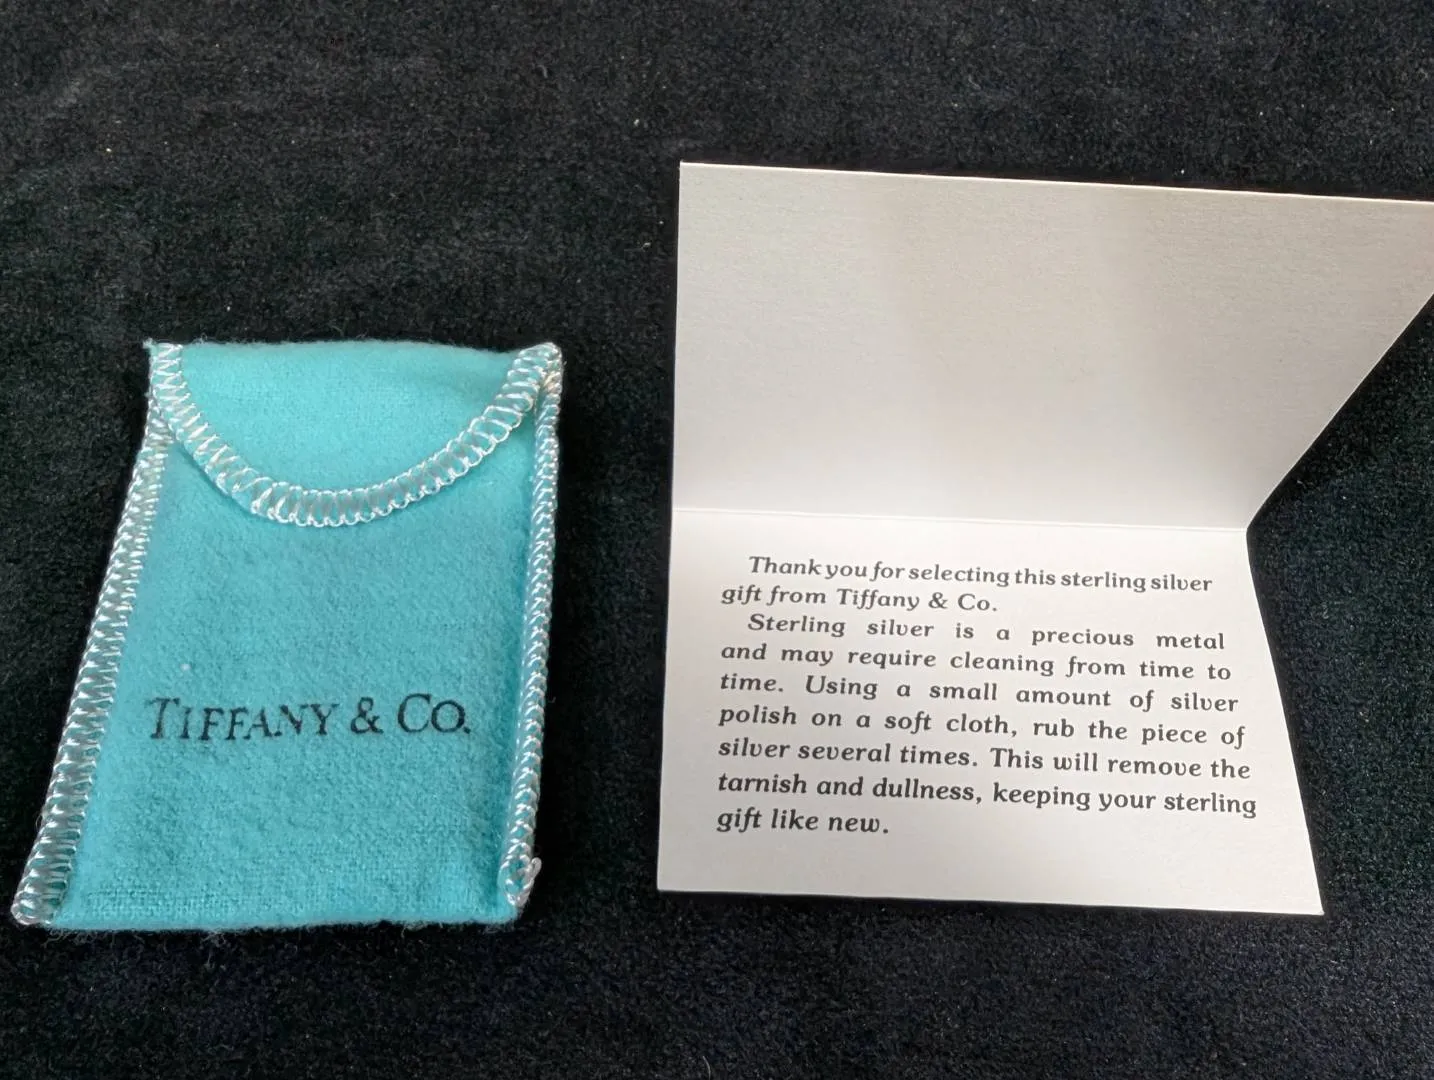 TIFFANY & CO.
Thank you for selecting this sterling silver
gift from Tiffany & Co.
Sterling silver is a precious metal
and may require cleaning from time to
time. Using a small amount of silver
polish on a soft cloth, rub the piece of
silver several times. This will remove the
tarnish and dullness, keeping your sterling
gift like new.